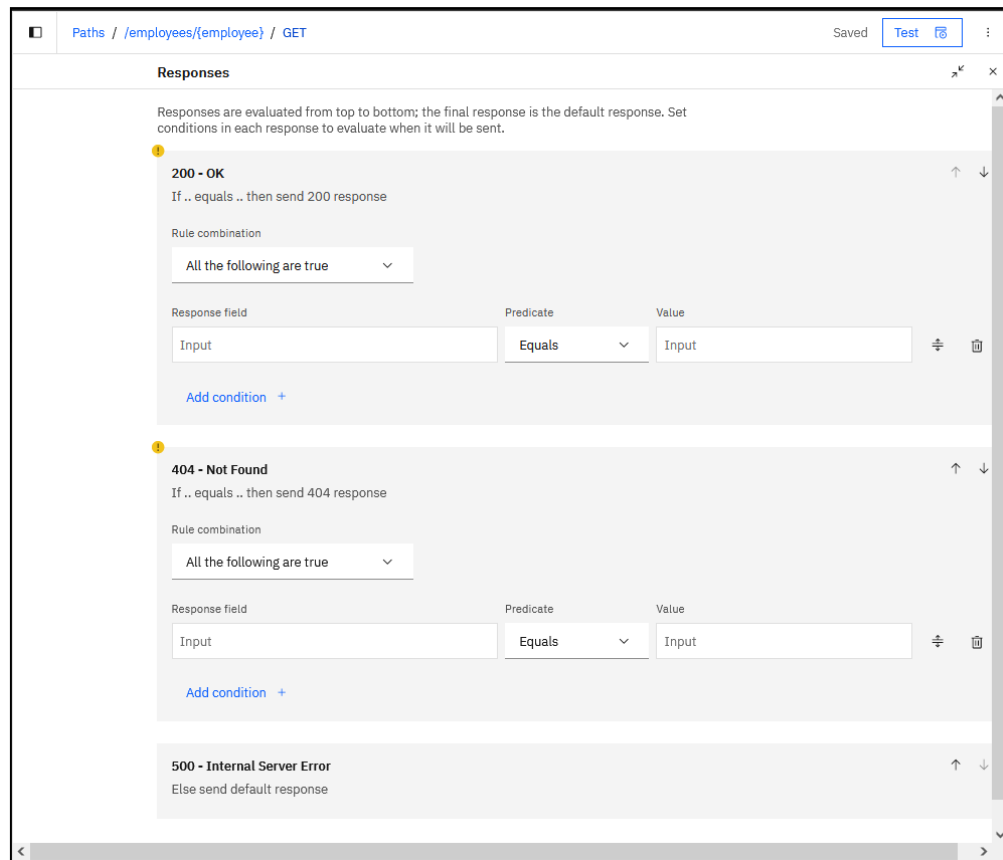 Paths / /employees/{employee} / GET
Saved
Test
Responses
Responses are evaluated from top to bottom; the final response is the default response. Set
conditions in each response to evaluate when it will be sent.
200 - OK
If .. equals .. then send 200 response
Rule combination
All the following are true
Response field Predicate Value
Input Equals Input
Add condition +
404 - Not Found
If .. equals .. then send 404 response
Rule combination
All the following are true
Response field Predicate Value
Input Equals Input
Add condition +
500 - Internal Server Error
Else send default response